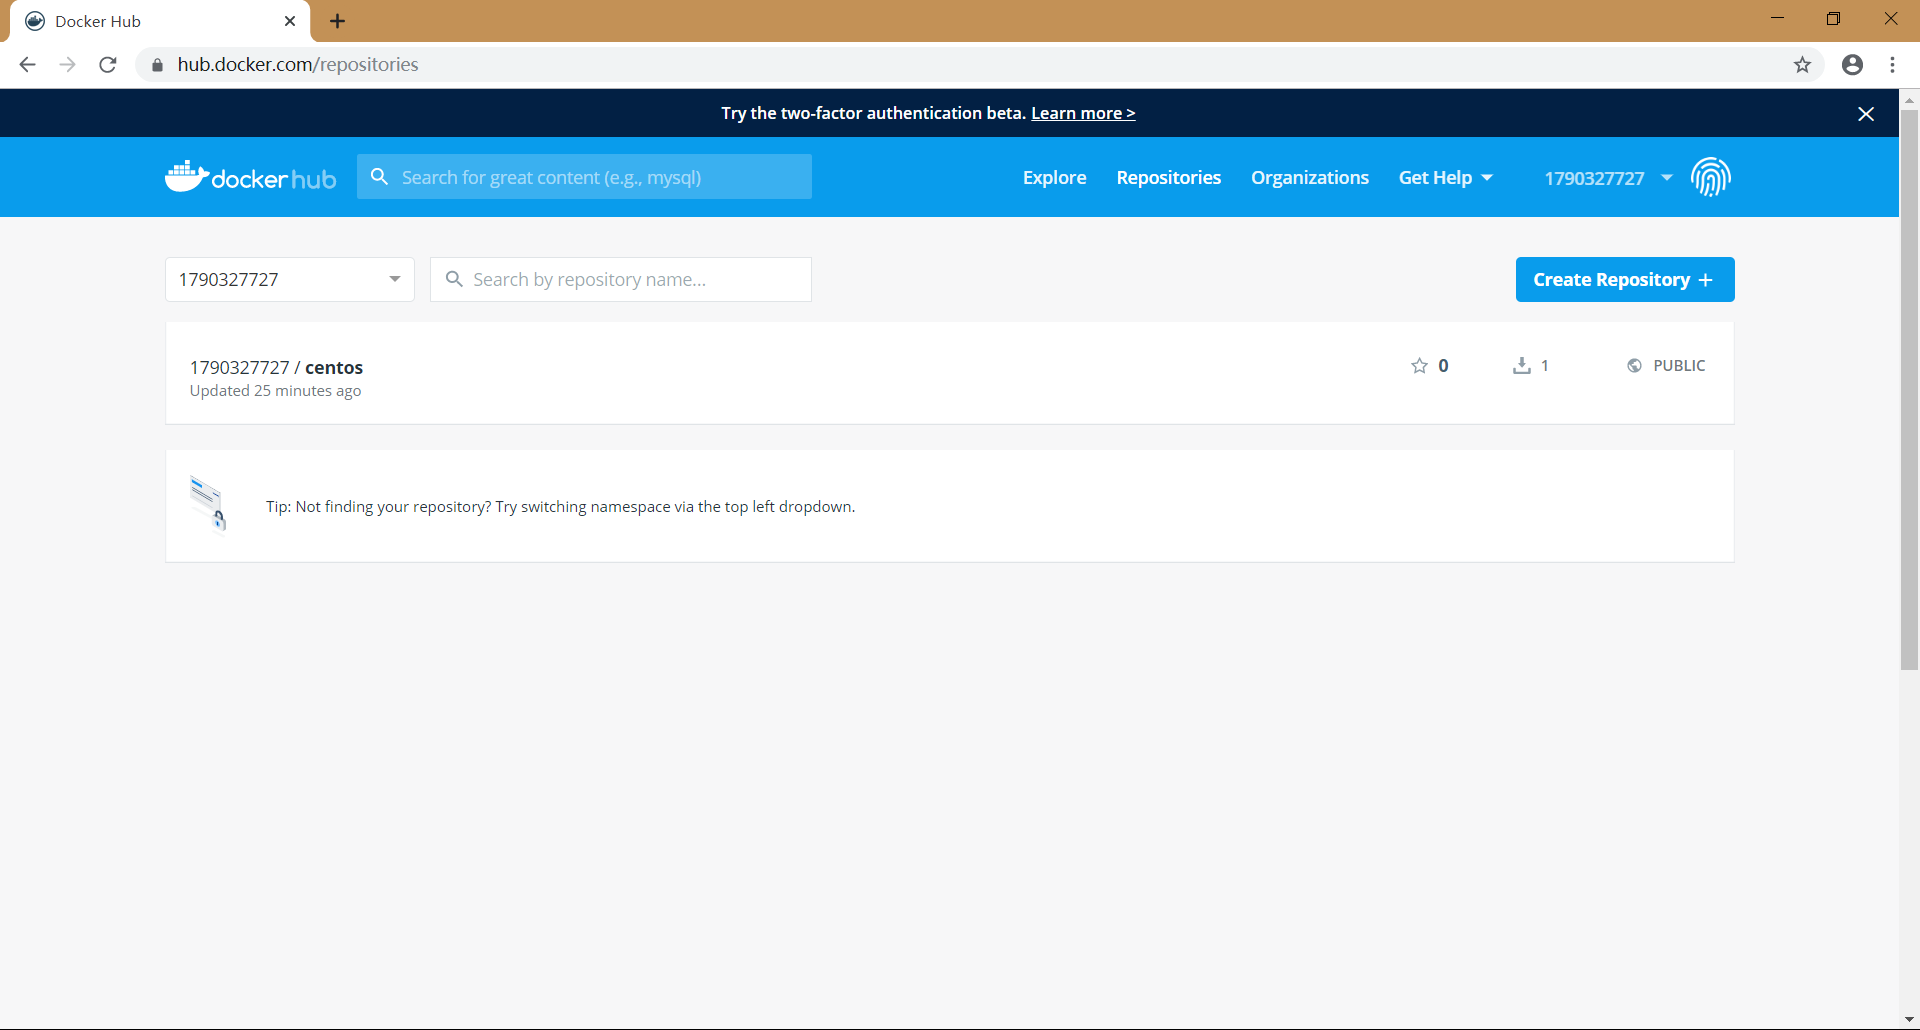 Docker Hub
hub.docker.com/repositories
Try the two-factor authentication beta. Learn more >
docker hub
Search for great content (e.g., mysql)
Explore
Repositories
Organizations
Get Help
1790327727
1790327727
Search by repository name...
Create Repository +
1790327727 / centos
0
1
PUBLIC
Updated 25 minutes ago
Tip: Not finding your repository? Try switching namespace via the top left dropdown.